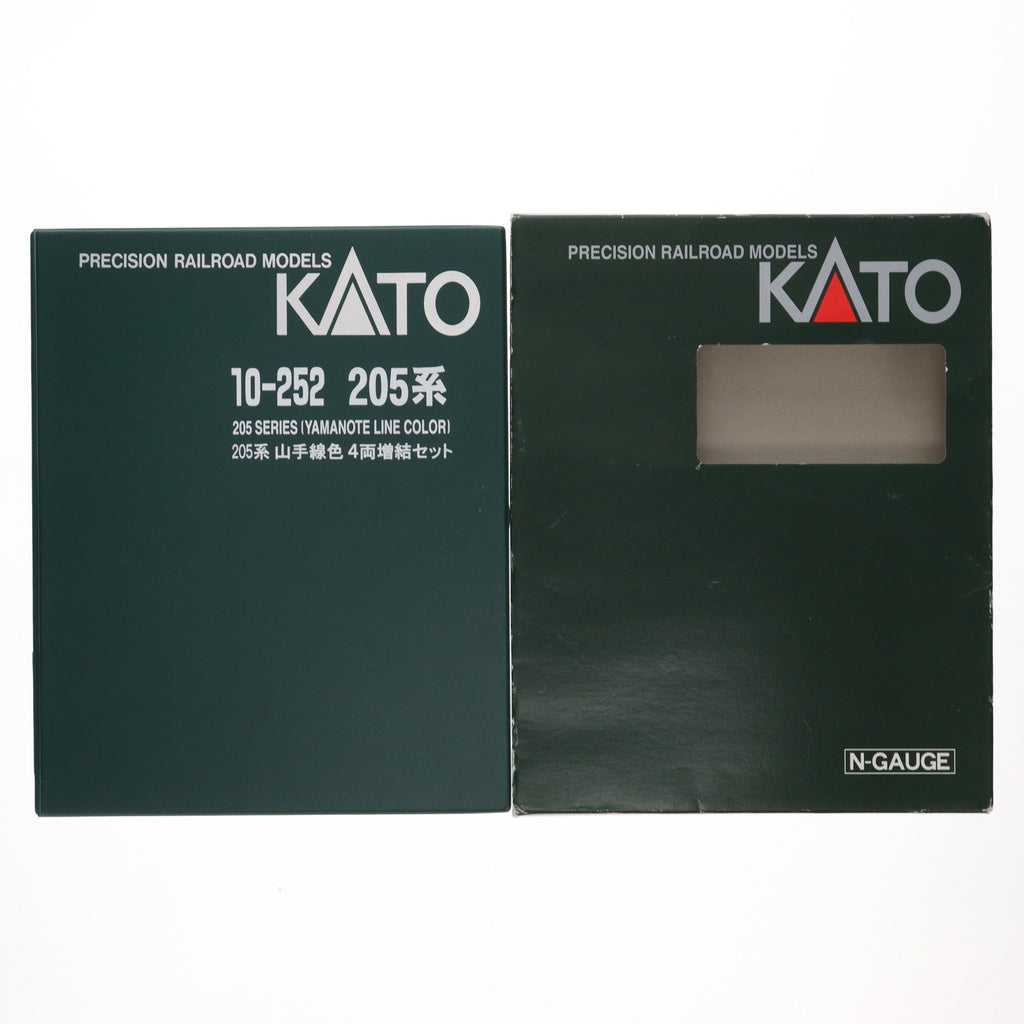 PRECISION RAILROAD MODELS
KATO
10-252 205系
205 SERIES (YAMANOTE LINE COLOR)
205系 山手線色 4両増結セット
PRECISION RAILROAD MODELS
KATO
N-GAUGE